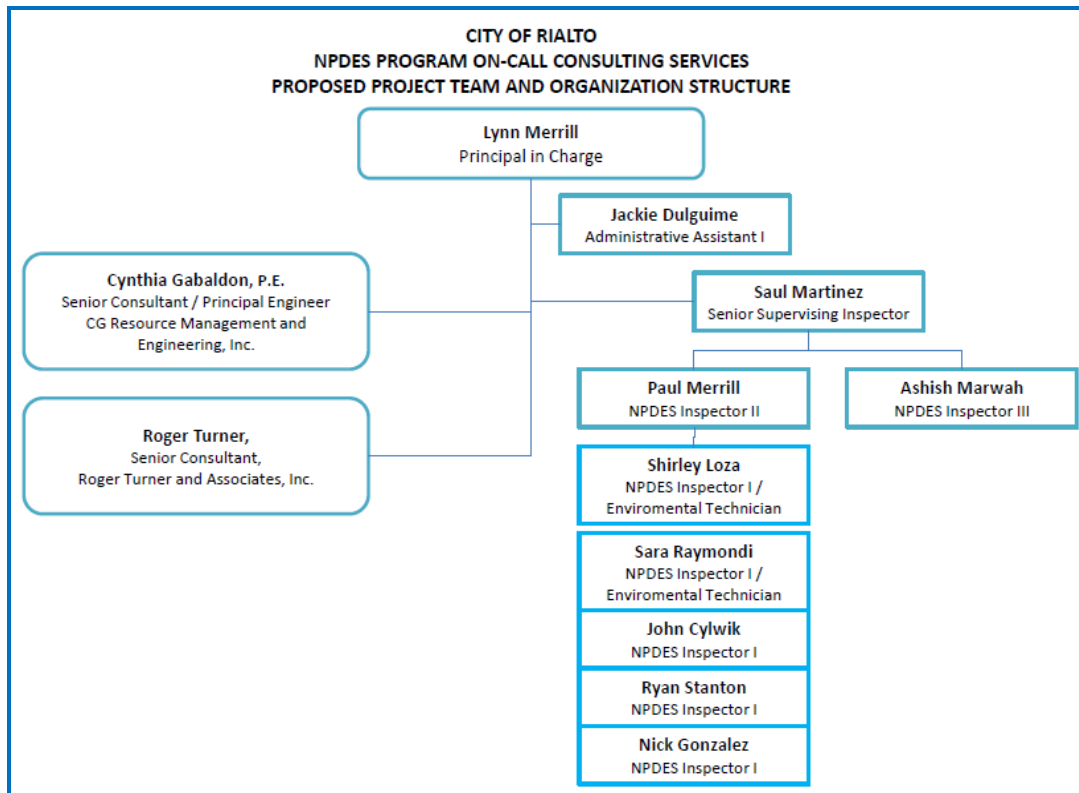 CITY OF RIALTO
NPDES PROGRAM ON-CALL CONSULTING SERVICES
PROPOSED PROJECT TEAM AND ORGANIZATION STRUCTURE
Lynn Merrill
Principal in Charge
Jackie Dulguime
Administrative Assistant I
Cynthia Gabaldon, P.E.
Senior Consultant / Principal Engineer
CG Resource Management and
Engineering, Inc.
Saul Martinez
Senior Supervising Inspector
Paul Merrill
NPDES Inspector II
Ashish Marwah
NPDES Inspector III
Roger Turner,
Senior Consultant,
Roger Turner and Associates, Inc.
Shirley Loza
NPDES Inspector I /
Enviromental Technician
Sara Raymondi
NPDES Inspector I /
Enviromental Technician
John Cylwik
NPDES Inspector I
Ryan Stanton
NPDES Inspector I
Nick Gonzalez
NPDES Inspector I